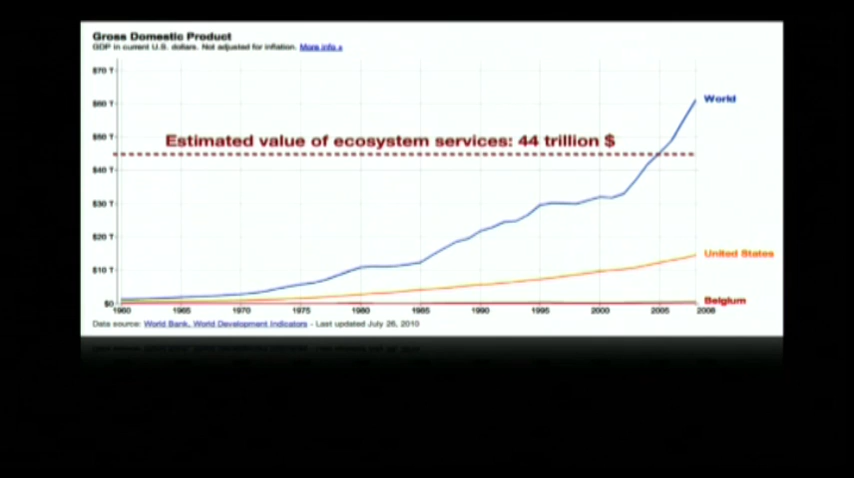 Gross Domestic Product
GDP in current U.S. dollars. Not adjusted for inflation. More info »
$70 T
$60 T
World
$50 T
Estimated value of ecosystem services: 44 trillion $
$40 T
$30 T
$20 T
United States
$10 T
Belgium
$0
1960 1965 1970 1975 1980 1985 1990 1995 2000 2005 2008
Data source: World Bank, World Development Indicators - Last updated July 26, 2010